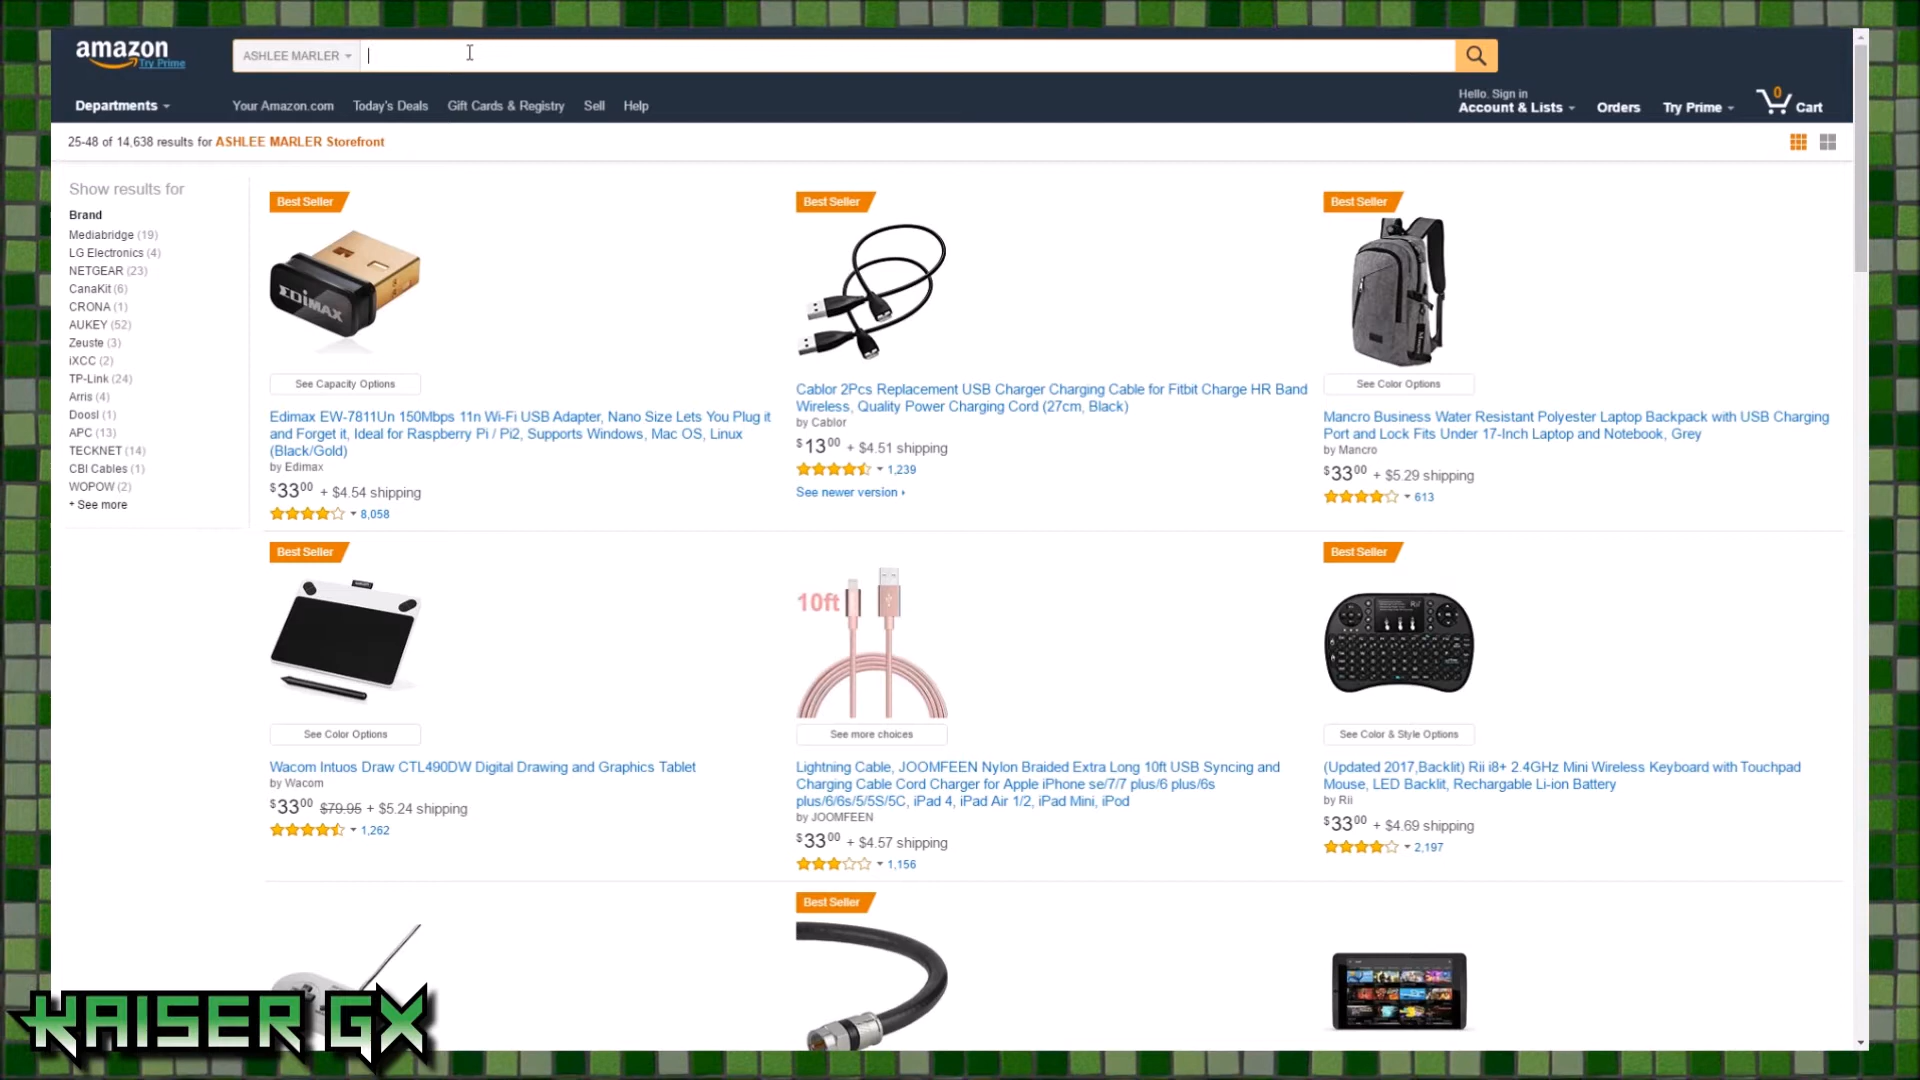 amazon
Try Prime
ASHLEE MARLER
Departments
Your Amazon.com
Today's Deals
Gift Cards & Registry
Sell
Help
Hello. Sign in
Account & Lists
Orders
Try Prime
0
Cart
25-48 of 14,638 results for ASHLEE MARLER Storefront
Show results for
Brand
Mediabridge (19)
LG Electronics (4)
NETGEAR (23)
CanaKit (6)
CRONA (1)
AUKEY (52)
Zeuste (3)
iXCC (2)
TP-Link (24)
Arris (4)
Doosl (1)
APC (13)
TECKNET (14)
CBI Cables (1)
WOPOW (2)
+ See more
Best Seller
EDIMAX
See Capacity Options
Edimax EW-7811Un 150Mbps 11n Wi-Fi USB Adapter, Nano Size Lets You Plug it
and Forget it, Ideal for Raspberry Pi / Pi2, Supports Windows, Mac OS, Linux
(Black/Gold)
by Edimax
$33 00 + $4.54 shipping
8,058
Best Seller
Cablor 2Pcs Replacement USB Charger Charging Cable for Fitbit Charge HR Band
Wireless, Quality Power Charging Cord (27cm, Black)
by Cablor
$13 00 + $4.51 shipping
1,239
See newer version
Best Seller
See Color Options
Mancro Business Water Resistant Polyester Laptop Backpack with USB Charging
Port and Lock Fits Under 17-Inch Laptop and Notebook, Grey
by Mancro
$33 00 + $5.29 shipping
613
Best Seller
See Color Options
Wacom Intuos Draw CTL490DW Digital Drawing and Graphics Tablet
by Wacom
$33 00 $79.95 + $5.24 shipping
1,262
10ft
See more choices
Lightning Cable, JOOMFEEN Nylon Braided Extra Long 10ft USB Syncing and
Charging Cable Cord Charger for Apple iPhone se/7/7 plus/6 plus/6s
plus/6/6s/5/5S/5C, iPad 4, iPad Air 1/2, iPad Mini, iPod
by JOOMFEEN
$33 00 + $4.57 shipping
1,156
Best Seller
Rii
See Color & Style Options
(Updated 2017,Backlit) Rii i8+ 2.4GHz Mini Wireless Keyboard with Touchpad
Mouse, LED Backlit, Rechargable Li-ion Battery
by Rii
$33 00 + $4.69 shipping
2,197
Best Seller
KAISER GX